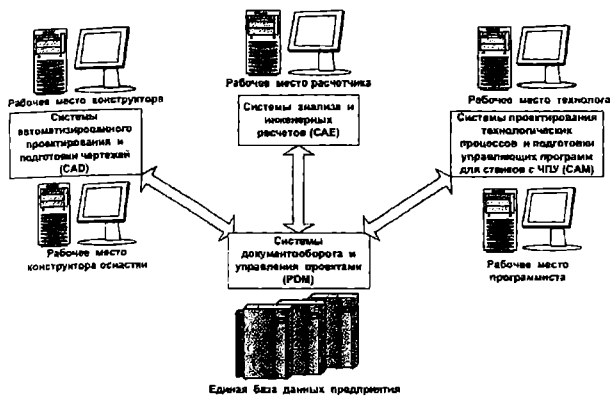 Рабочее место конструктора
Системы
автоматизированного
проектирования и
подготовки чертежей
(CAD)
Рабочее место
конструктора оснастки
Рабочее место расчетчика
Системы анализа и
инженерных
расчетов (CAE)
Рабочее место технолога
Системы проектирования
технологических
процессов и подготовки
управляющих программ
для станков с ЧПУ (CAM)
Рабочее место
программиста
Системы
документооборота и
управления проектами
(PDM)
Единая база данных предприятия